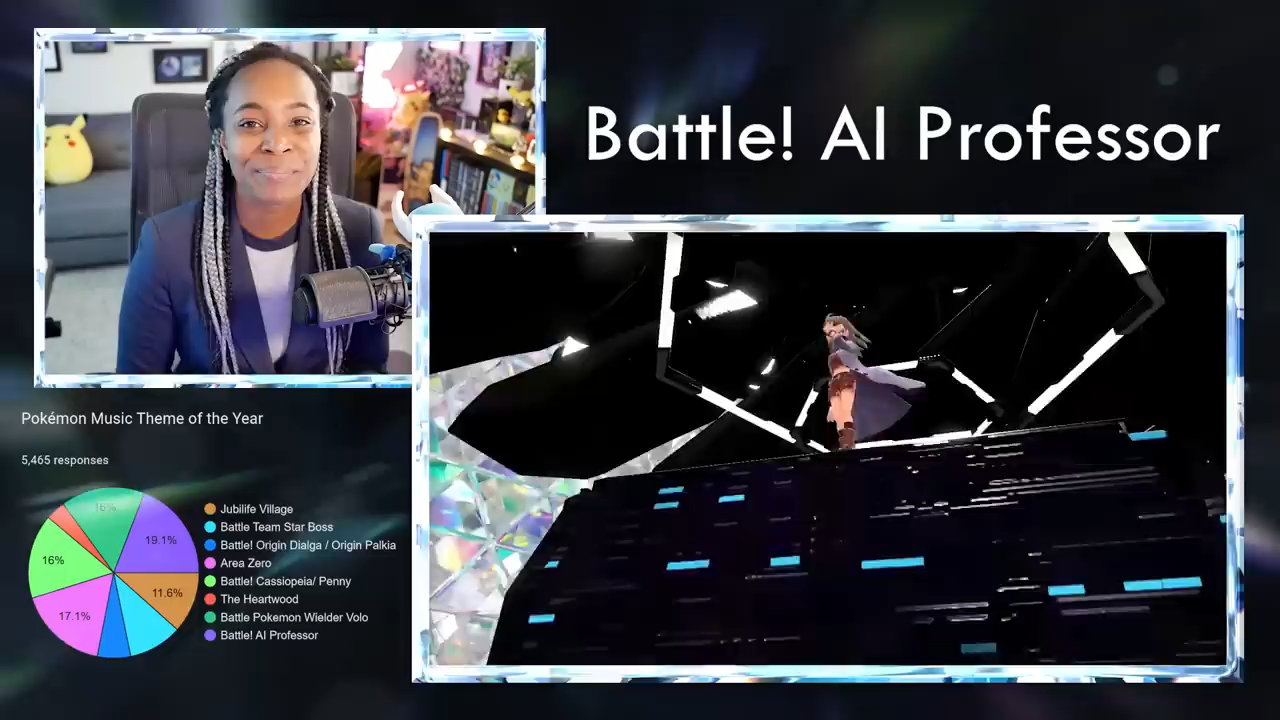 Battle! AI Professor
Pokémon Music Theme of the Year
5,465 responses
16%
19.1%
16%
11.6%
17.1%
Jubilife Village
Battle Team Star Boss
Battle! Origin Dialga / Origin Palkia
Area Zero
Battle! Cassiopeia/ Penny
The Heartwood
Battle Pokemon Wielder Volo
Battle! AI Professor